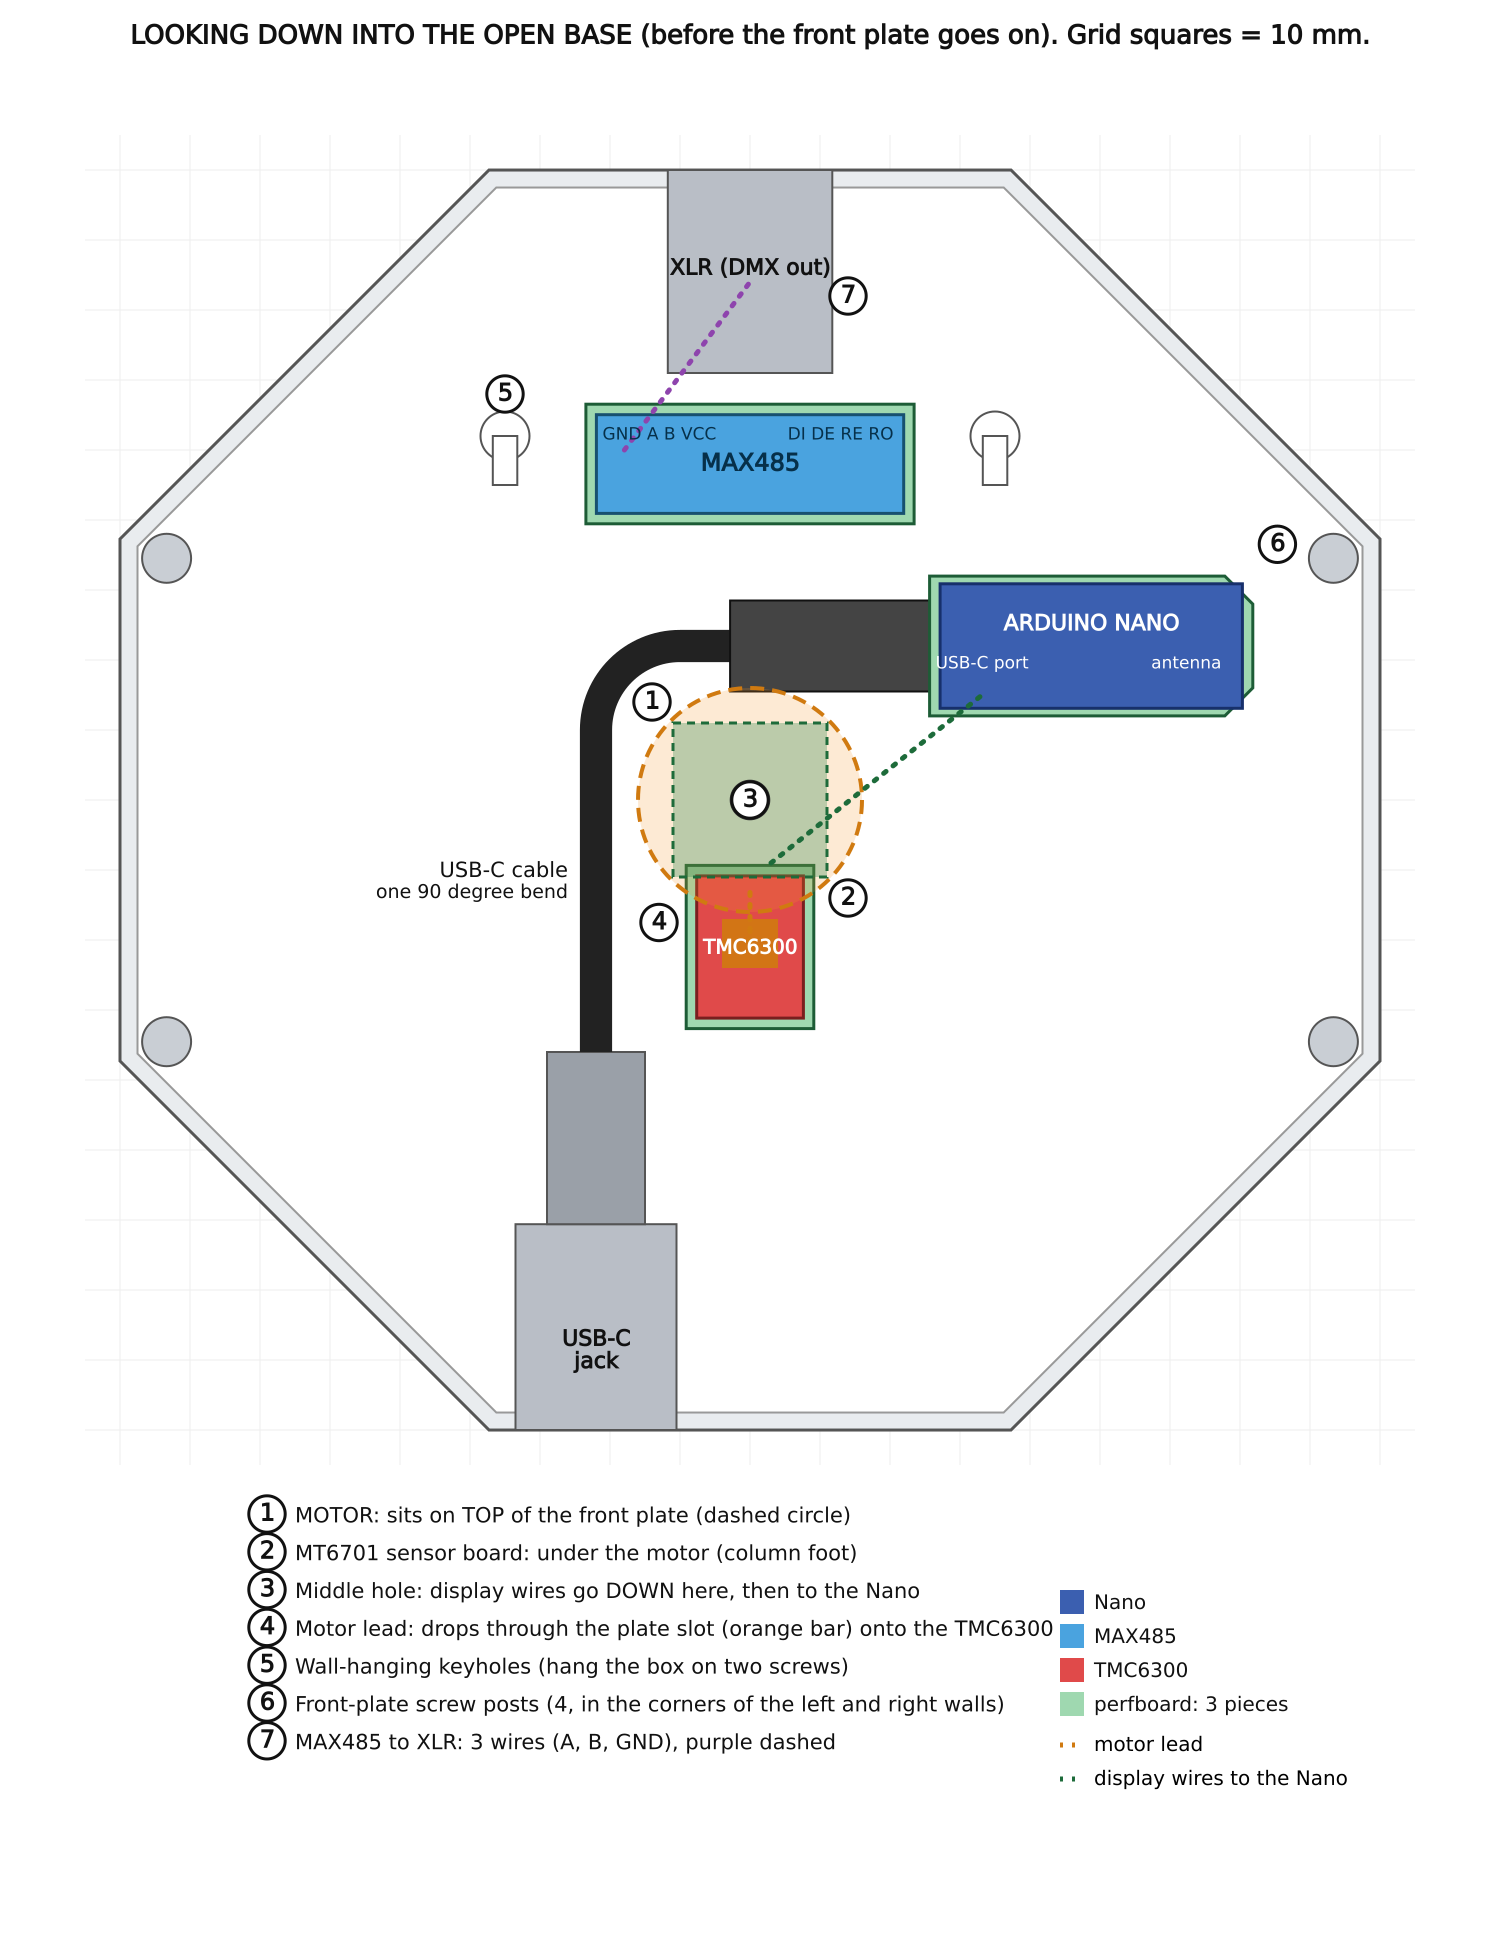 LOOKING DOWN INTO THE OPEN BASE (before the front plate goes on). Grid squares = 10 mm.
XLR (DMX out)
7
5
GND A B VCC
DI DE RE RO
MAX485
6
ARDUINO NANO
USB-C port
antenna
1
3
USB-C cable
one 90 degree bend
2
4
TMC6300
USB-C
jack
1 MOTOR: sits on TOP of the front plate (dashed circle)
2 MT6701 sensor board: under the motor (column foot)
3 Middle hole: display wires go DOWN here, then to the Nano
4 Motor lead: drops through the plate slot (orange bar) onto the TMC6300
5 Wall-hanging keyholes (hang the box on two screws)
6 Front-plate screw posts (4, in the corners of the left and right walls)
7 MAX485 to XLR: 3 wires (A, B, GND), purple dashed
Nano
MAX485
TMC6300
perfboard: 3 pieces
motor lead
display wires to the Nano